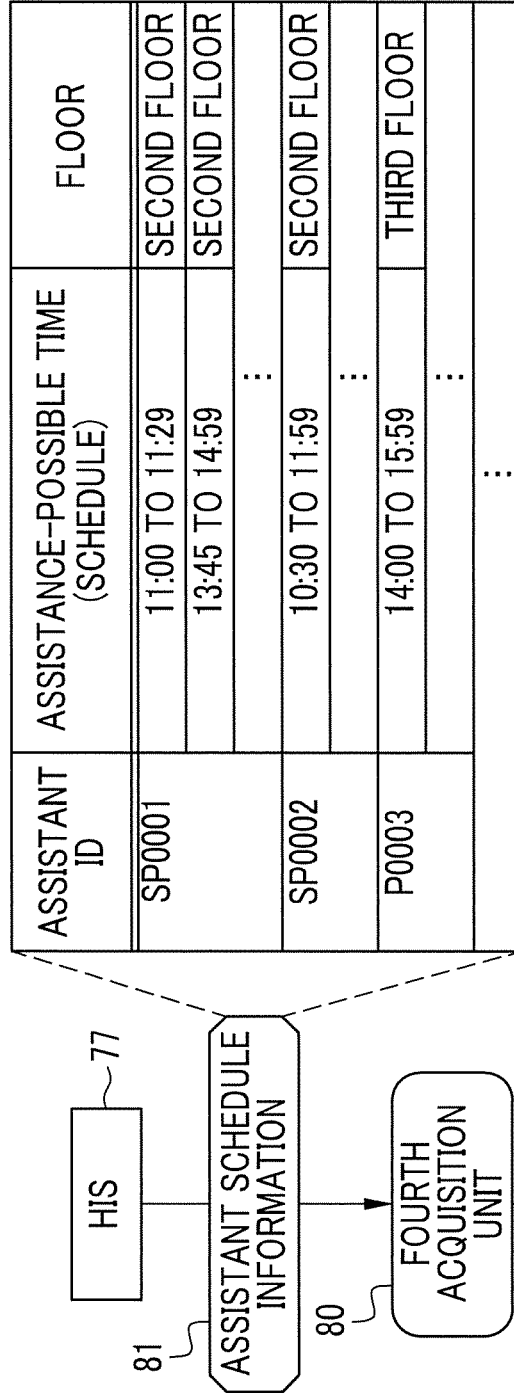 HIS
77
81
ASSISTANT SCHEDULE
INFORMATION
80
FOURTH
ACQUISITION
UNIT
ASSISTANT
ID
ASSISTANCE-POSSIBLE TIME
(SCHEDULE)
FLOOR
SP0001
11:00 TO 11:29
SECOND FLOOR
13:45 TO 14:59
SECOND FLOOR
...
SP0002
10:30 TO 11:59
SECOND FLOOR
...
P0003
14:00 TO 15:59
THIRD FLOOR
...
...